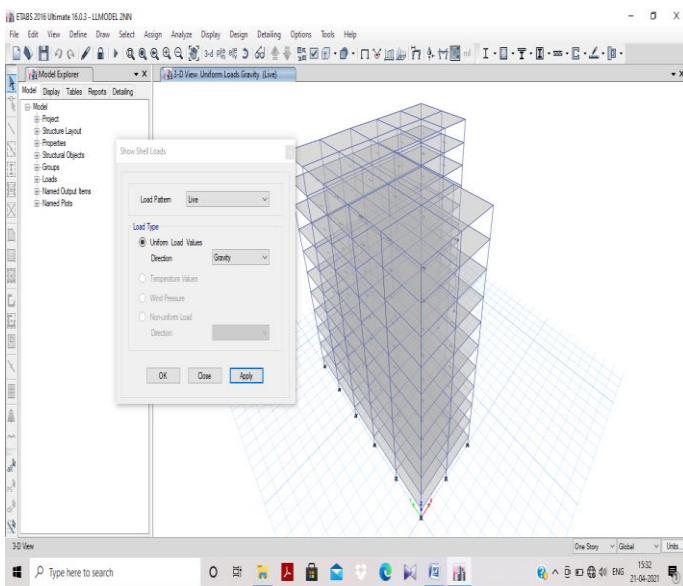 ETABS 2016 Ultimate 16.0.3 - LLMODEL 2NN
File Edit View Define Draw Select Assign Analyze Display Design Detailing Options Tools Help
Model Explorer
3-D View Uniform Loads Gravity (Live)
Model Display Tables Reports Detailing
Model
Project
Structure Layout
Properties
Structural Objects
Groups
Loads
Named Output Items
Named Plots
Show Shell Loads
Load Pattern Live
Load Type
Uniform Load Values
Direction Gravity
Temperature Values
Wind Pressure
Non-uniform Load
Direction
OK Close Apply
3-D View
One Story Global Units...
Type here to search
ENG
15:32
21-04-2021